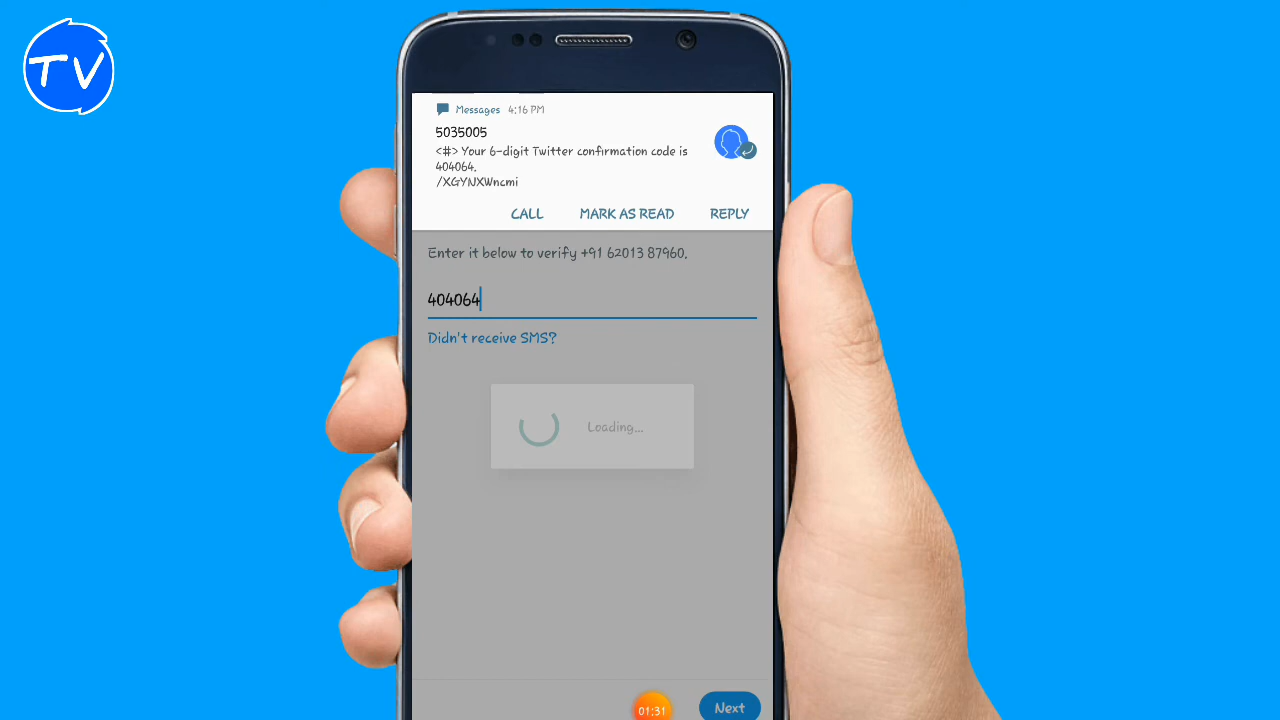 TV
Messages 4:16 PM
5035005
<#> Your 6-digit Twitter confirmation code is
404064.
/XGYNXWncmi
CALL MARK AS READ REPLY
Enter it below to verify +91 62013 87960.
404064
Didn't receive SMS?
Loading...
01:31 Next